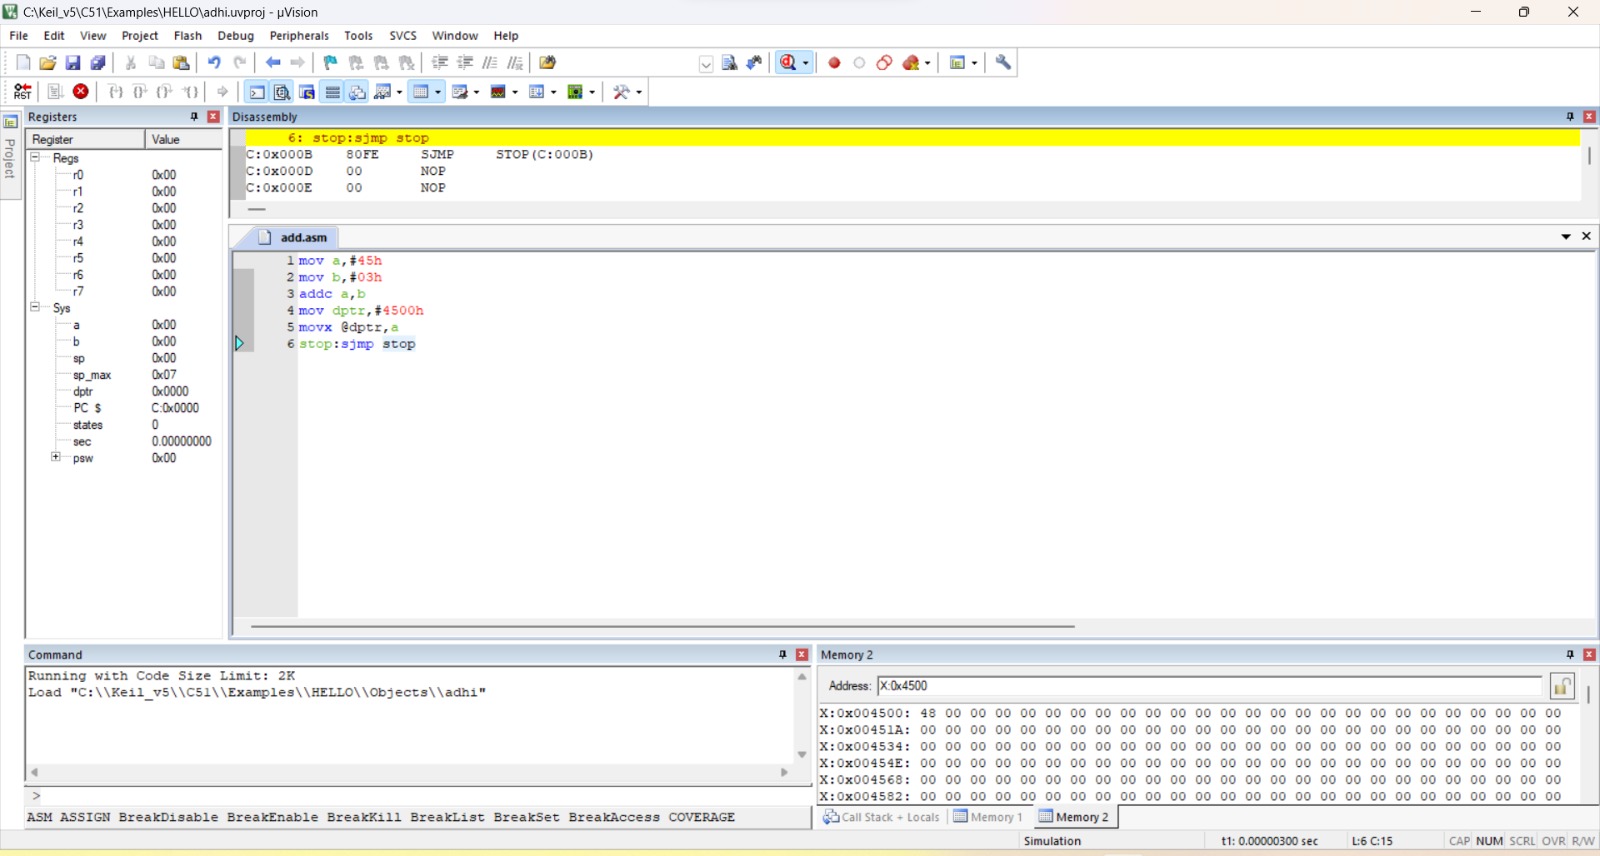 C:\Keil_v5\C51\Examples\HELLO\adhi.uvproj - µVision
File Edit View Project Flash Debug Peripherals Tools SVCS Window Help
RST
Project
Registers
Register Value
Regs
r0 0x00
r1 0x00
r2 0x00
r3 0x00
r4 0x00
r5 0x00
r6 0x00
r7 0x00
Sys
a 0x00
b 0x00
sp 0x00
sp_max 0x07
dptr 0x0000
PC $ C:0x0000
states 0
sec 0.00000000
psw 0x00
Disassembly
6: stop:sjmp stop
C:0x000B 80FE SJMP STOP(C:000B)
C:0x000D 00 NOP
C:0x000E 00 NOP
add.asm
1 mov a,#45h
2 mov b,#03h
3 addc a,b
4 mov dptr,#4500h
5 movx @dptr,a
6 stop:sjmp stop
Command
Running with Code Size Limit: 2K
Load "C:\\Keil_v5\\C51\\Examples\\HELLO\\Objects\\adhi"
>
ASM ASSIGN BreakDisable BreakEnable BreakKill BreakList BreakSet BreakAccess COVERAGE
Memory 2
Address: X:0x4500
X:0x004500: 48 00 00 00 00 00 00 00 00 00 00 00 00 00 00 00 00 00 00 00 00 00 00 00 00 00
X:0x00451A: 00 00 00 00 00 00 00 00 00 00 00 00 00 00 00 00 00 00 00 00 00 00 00 00 00 00
X:0x004534: 00 00 00 00 00 00 00 00 00 00 00 00 00 00 00 00 00 00 00 00 00 00 00 00 00 00
X:0x00454E: 00 00 00 00 00 00 00 00 00 00 00 00 00 00 00 00 00 00 00 00 00 00 00 00 00 00
X:0x004568: 00 00 00 00 00 00 00 00 00 00 00 00 00 00 00 00 00 00 00 00 00 00 00 00 00 00
X:0x004582: 00 00 00 00 00 00 00 00 00 00 00 00 00 00 00 00 00 00 00 00 00 00 00 00 00 00
Call Stack + Locals Memory 1 Memory 2
Simulation t1: 0.00000300 sec L:6 C:15 CAP NUM SCRL OVR R/W